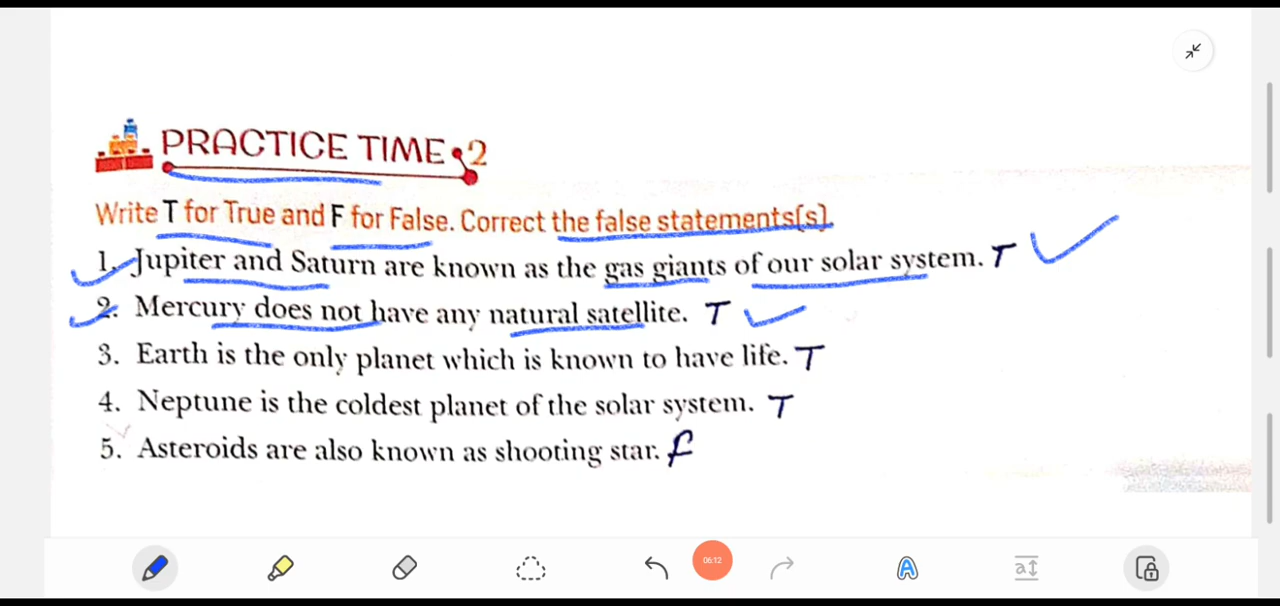 PRACTICE TIME 2
Write T for True and F for False. Correct the false statements(s).
1. Jupiter and Saturn are known as the gas giants of our solar system. T
2. Mercury does not have any natural satellite. T
3. Earth is the only planet which is known to have life. T
4. Neptune is the coldest planet of the solar system. T
5. Asteroids are also known as shooting star. F
06:12
A
a